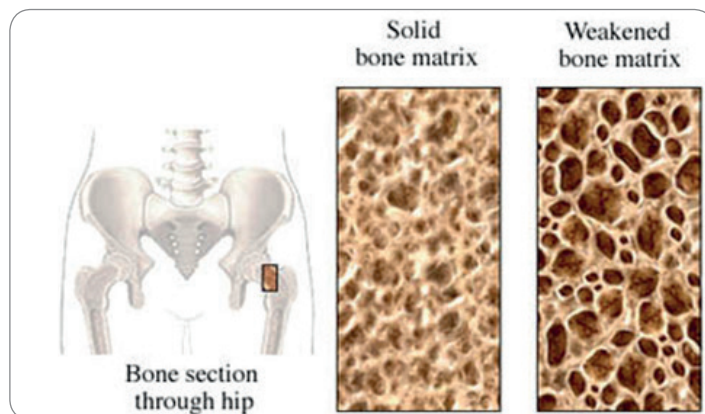 Solid
bone matrix
Weakened
bone matrix
Bone section
through hip